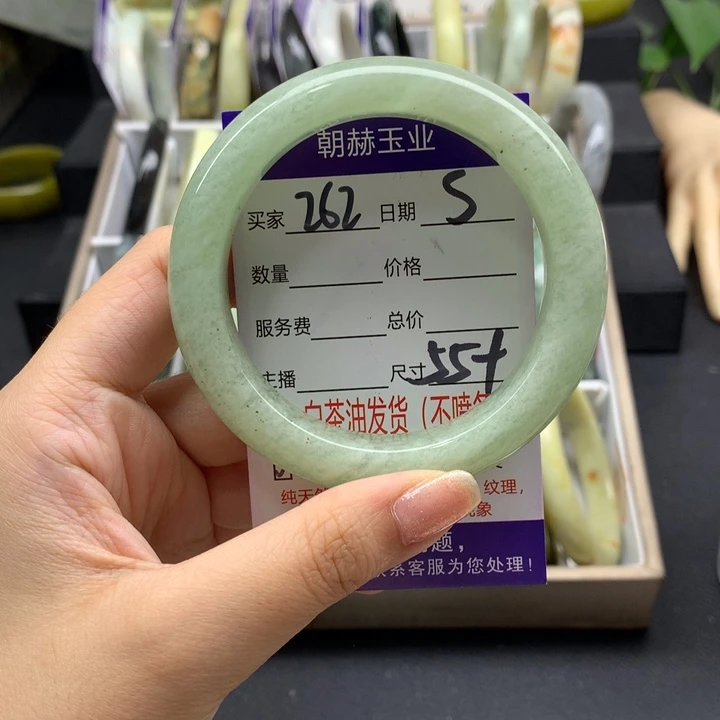 朝赫玉业
买家 262 日期 S
数量 价格
服务费 总价
主播 尺寸 55+
白茶油发货（不喷
纯天 纹理，
象
题，
系客服为您处理！